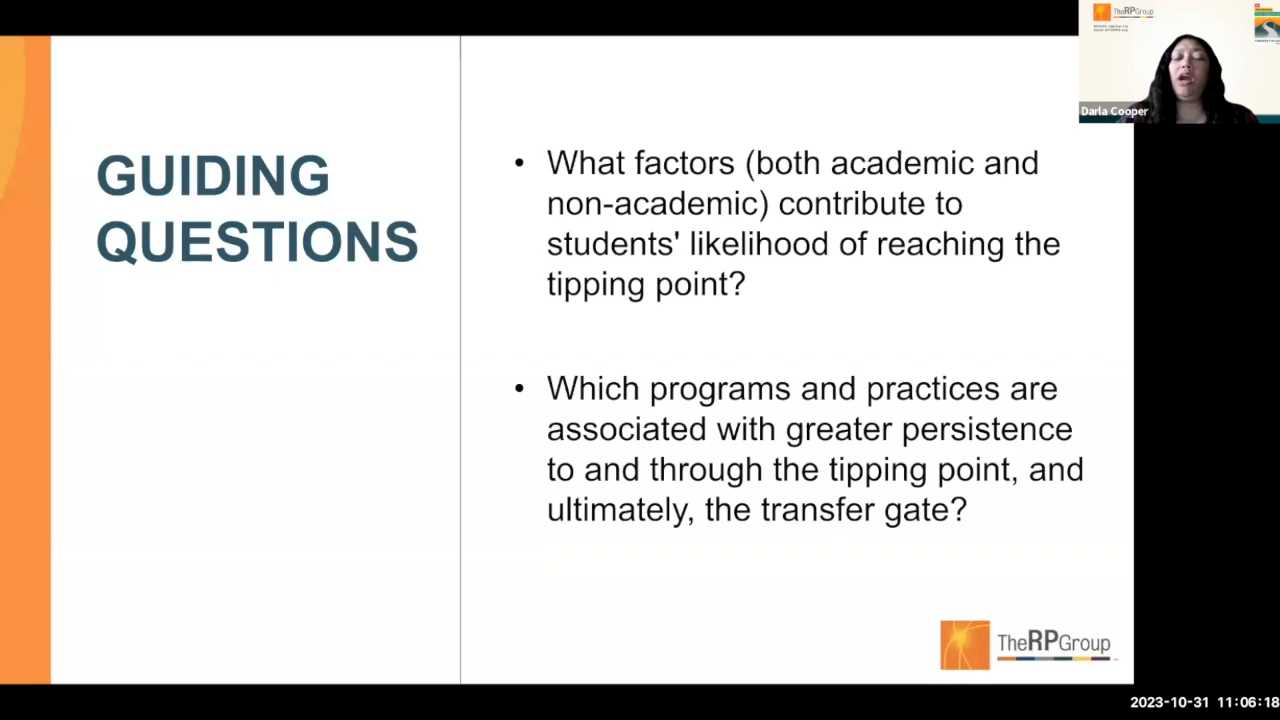 GUIDING
QUESTIONS
• What factors (both academic and
non-academic) contribute to
students' likelihood of reaching the
tipping point?
• Which programs and practices are
associated with greater persistence
to and through the tipping point, and
ultimately, the transfer gate?
TheRPGroup
TheRPGroup
Darla Cooper
2023-10-31 11:06:18